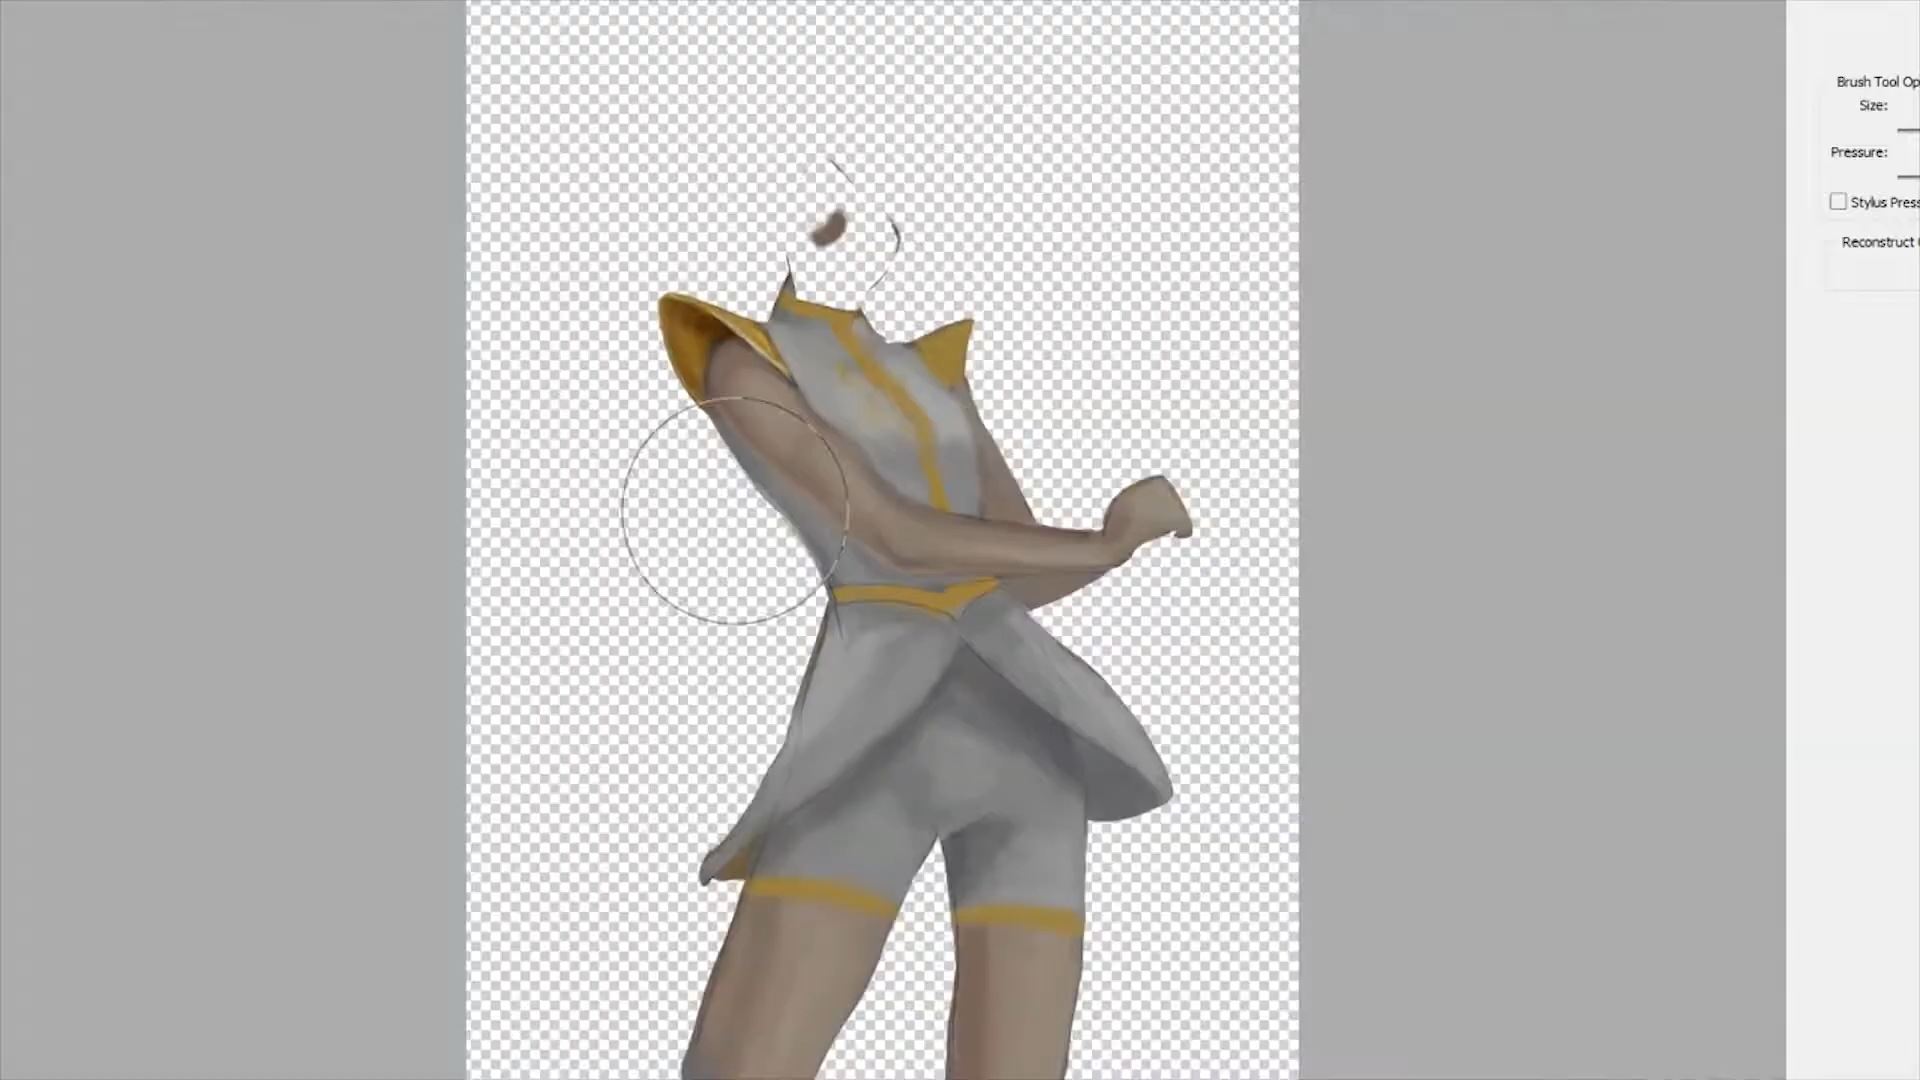 Brush Tool Op
Size:
Pressure:
Stylus Press
Reconstruct